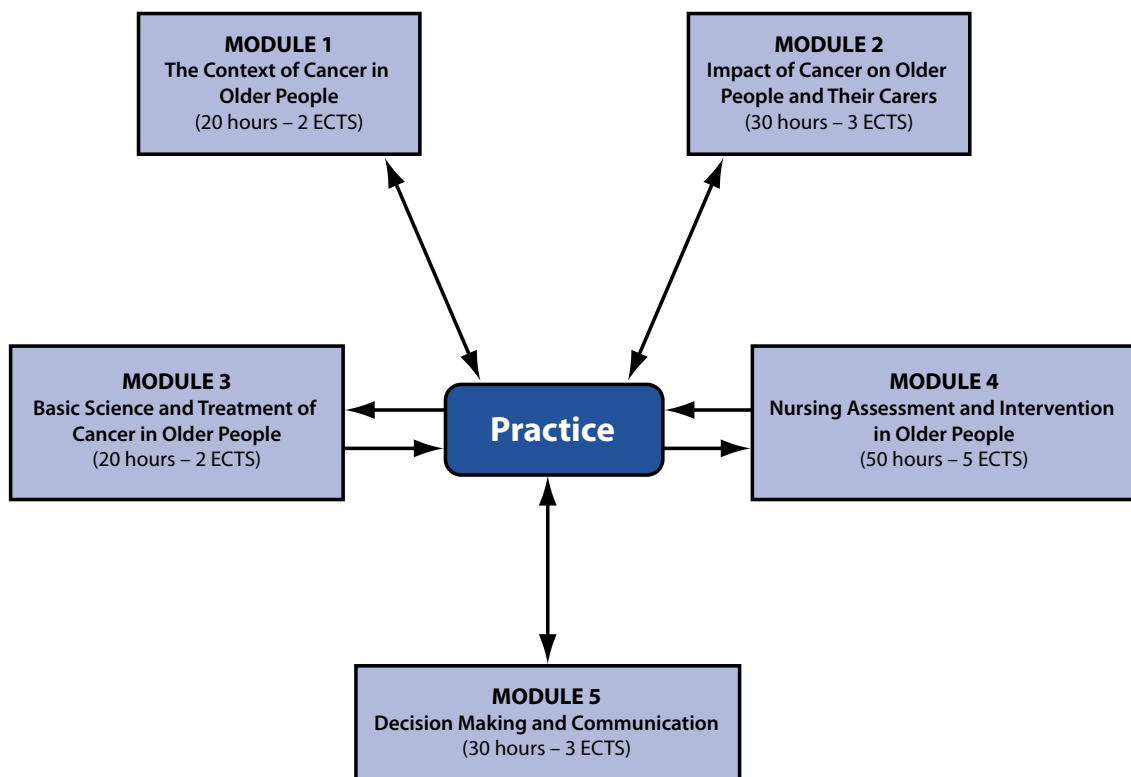 MODULE 1
The Context of Cancer in
Older People
(20 hours – 2 ECTS)
MODULE 2
Impact of Cancer on Older
People and Their Carers
(30 hours – 3 ECTS)
MODULE 3
Basic Science and Treatment of
Cancer in Older People
(20 hours – 2 ECTS)
Practice
MODULE 4
Nursing Assessment and Intervention
in Older People
(50 hours – 5 ECTS)
MODULE 5
Decision Making and Communication
(30 hours – 3 ECTS)